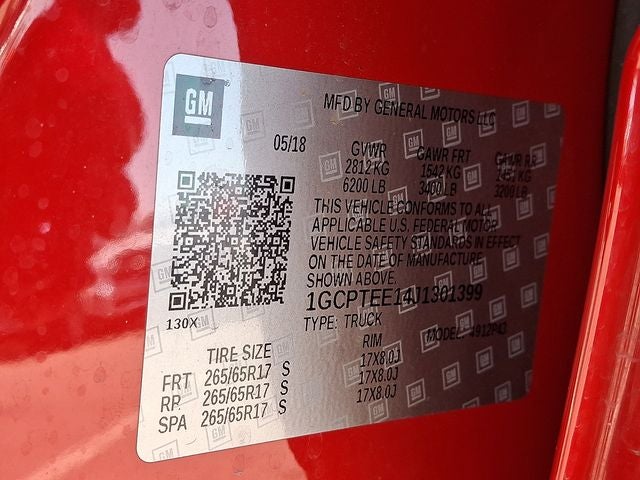 GM
MFD BY GENERAL MOTORS LLC
05/18
GVWR GAWR FRT GAWR RR
2812 KG 1542 KG 1451 KG
6200 LB 3400 LB 3200 LB
THIS VEHICLE CONFORMS TO ALL
APPLICABLE U.S. FEDERAL MOTOR
VEHICLE SAFETY STANDARDS IN EFFECT
ON THE DATE OF MANUFACTURE
SHOWN ABOVE.
1GCPTEE14J1301399
130X
TYPE: TRUCK MODEL: 4912P43
TIRE SIZE RIM
FRT 265/65R17 S 17X8.0J
RR 265/65R17 S 17X8.0J
SPA 265/65R17 S 17X8.0J